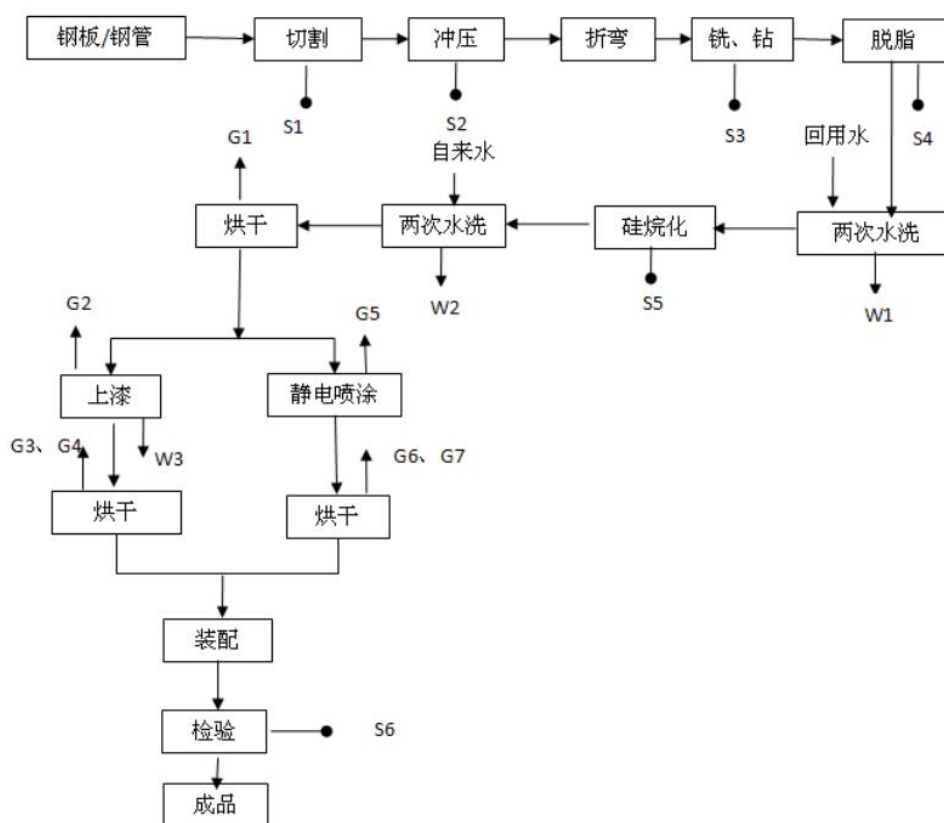 钢板/钢管
切割
冲压
折弯
铣、钻
脱脂
S1
S2
S3
S4
G1
自来水
回用水
烘干
两次水洗
硅烷化
两次水洗
W2
S5
W1
G2
G5
上漆
静电喷涂
G3、G4
W3
G6、G7
烘干
烘干
装配
检验
S6
成品